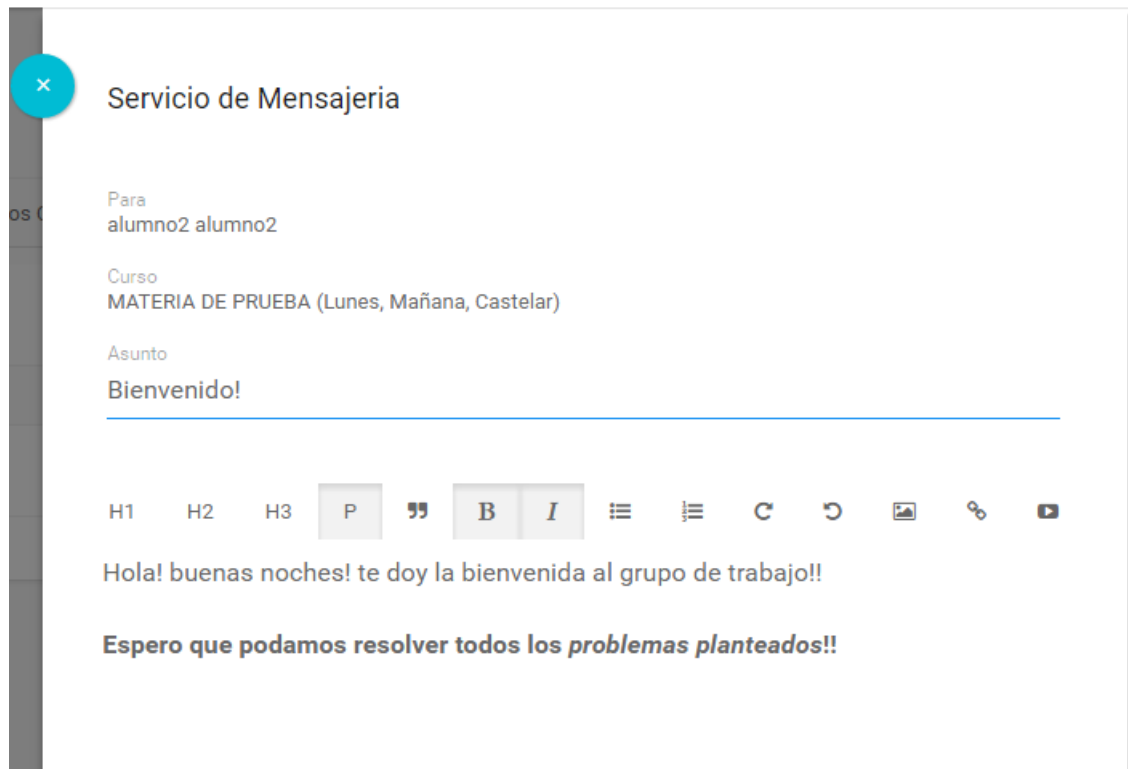 Servicio de Mensajeria
Para
alumno2 alumno2
Curso
MATERIA DE PRUEBA (Lunes, Mañana, Castelar)
Asunto
Bienvenido!
H1 H2 H3 P B I
Hola! buenas noches! te doy la bienvenida al grupo de trabajo!!
Espero que podamos resolver todos los problemas planteados!!